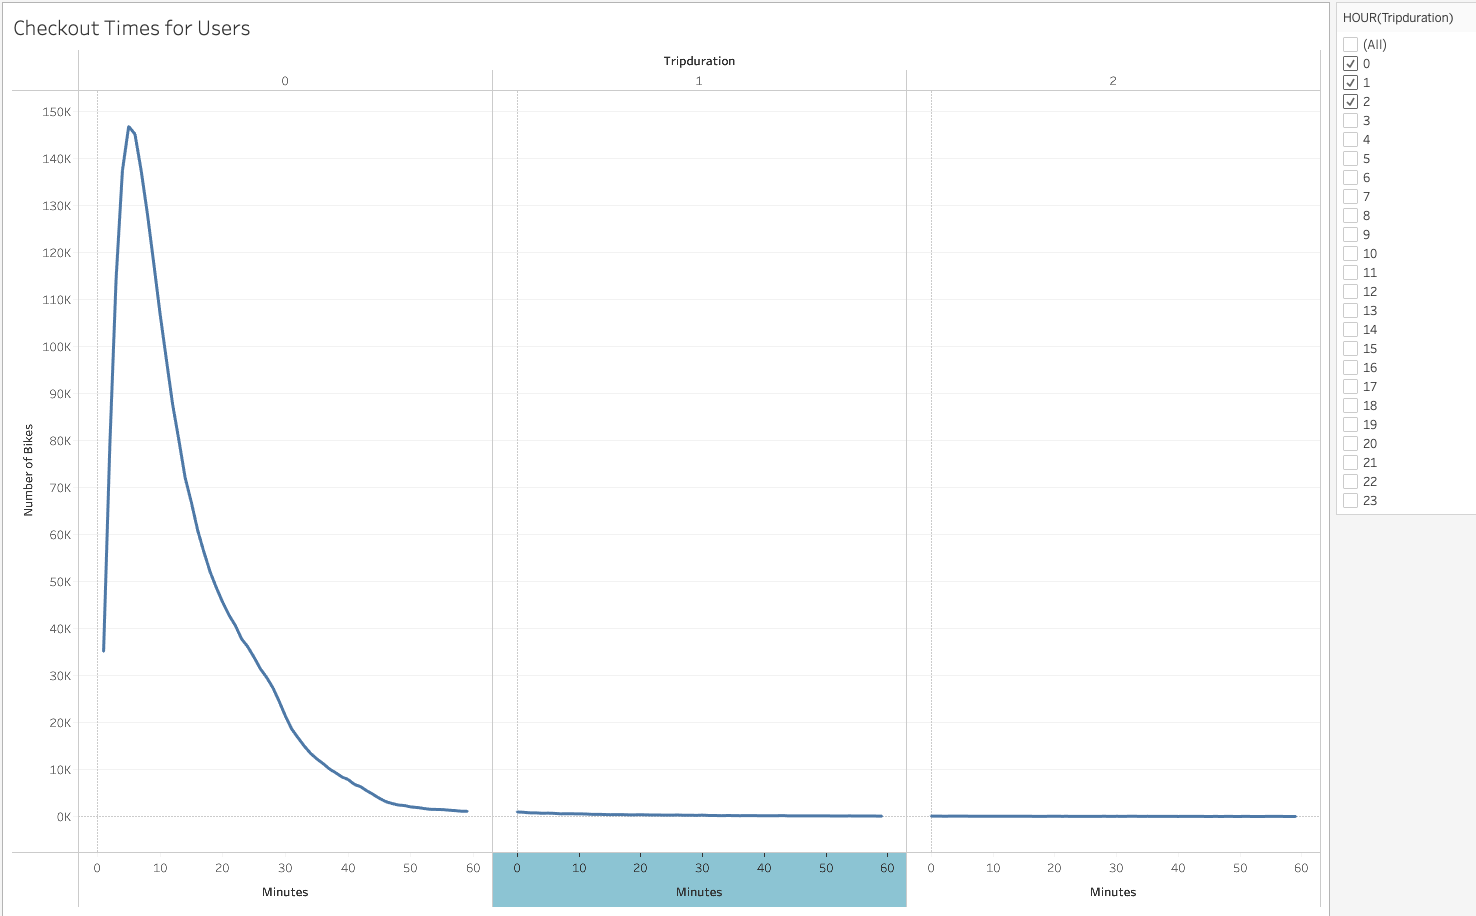 Checkout Times for Users
Tripduration
0 1 2
150K
140K
130K
120K
110K
100K
90K
80K
70K
60K
50K
40K
30K
20K
10K
0K
Number of Bikes
0 10 20 30 40 50 60 0 10 20 30 40 50 60 0 10 20 30 40 50 60
Minutes Minutes Minutes
HOUR(Tripduration)
(All)
0
1
2
3
4
5
6
7
8
9
10
11
12
13
14
15
16
17
18
19
20
21
22
23